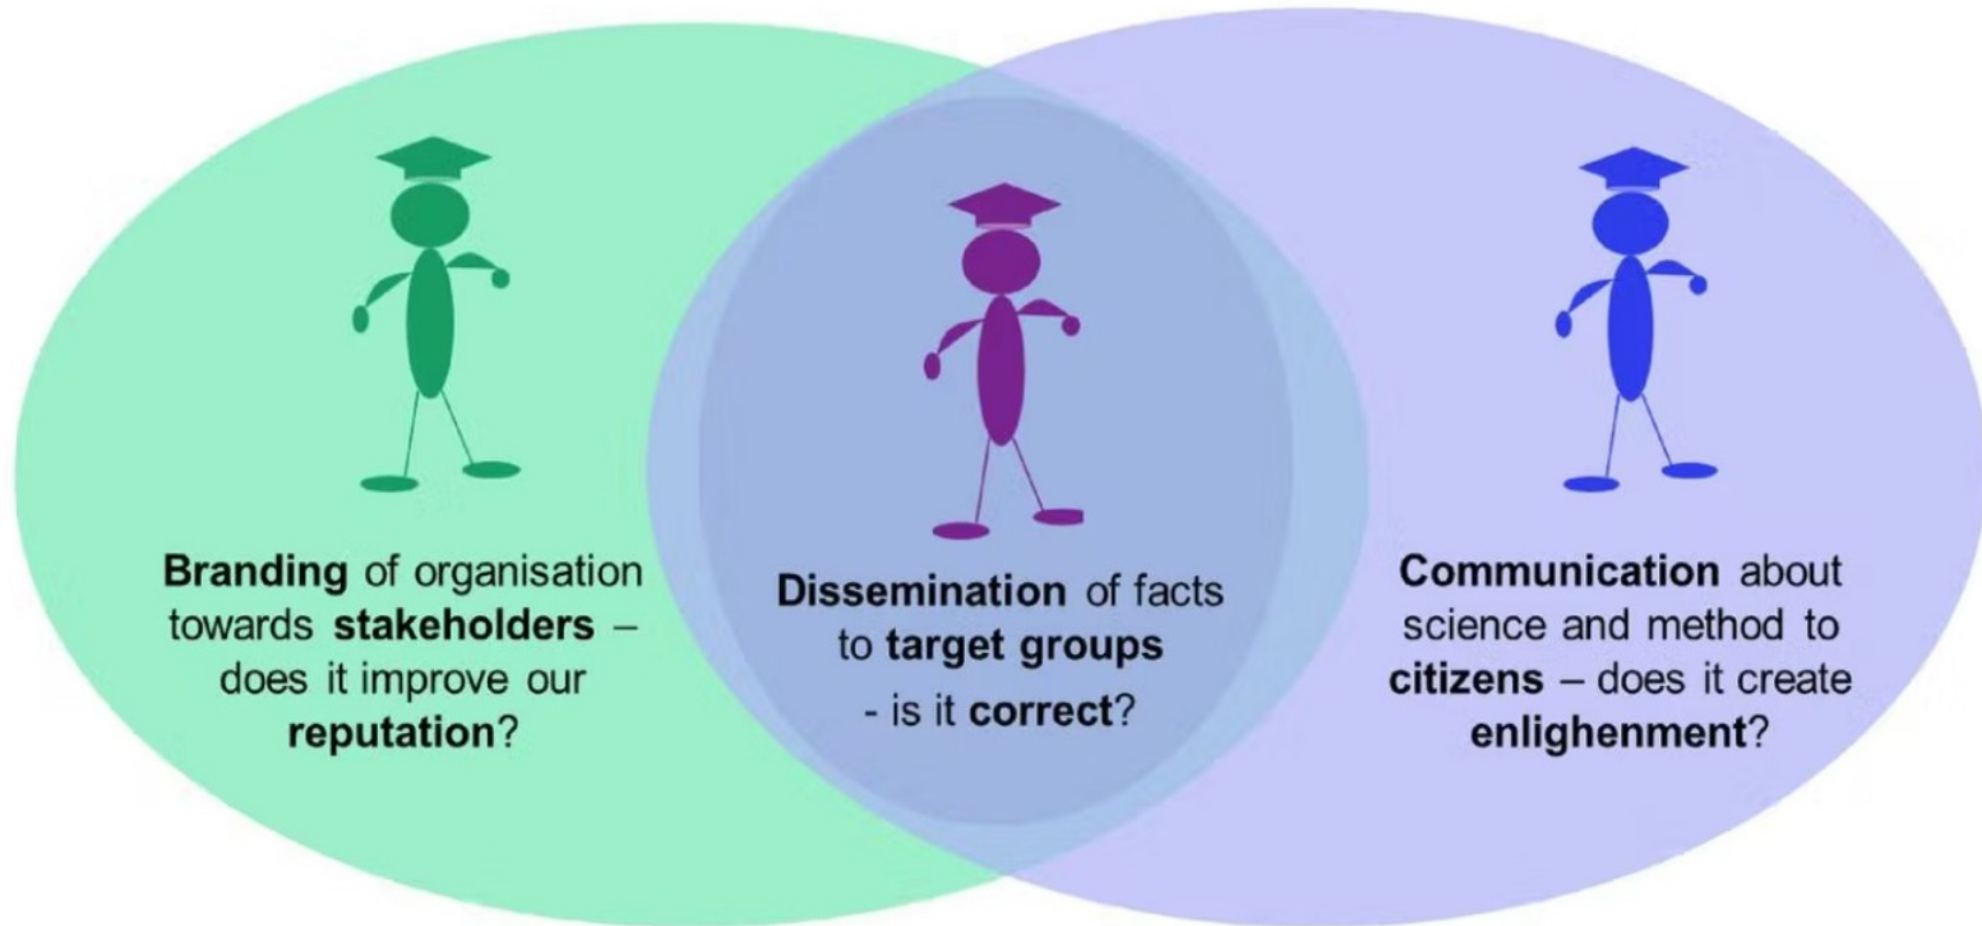 Branding of organisation
towards stakeholders –
does it improve our
reputation?
Dissemination of facts
to target groups
- is it correct?
Communication about
science and method to
citizens – does it create
enlighenment?